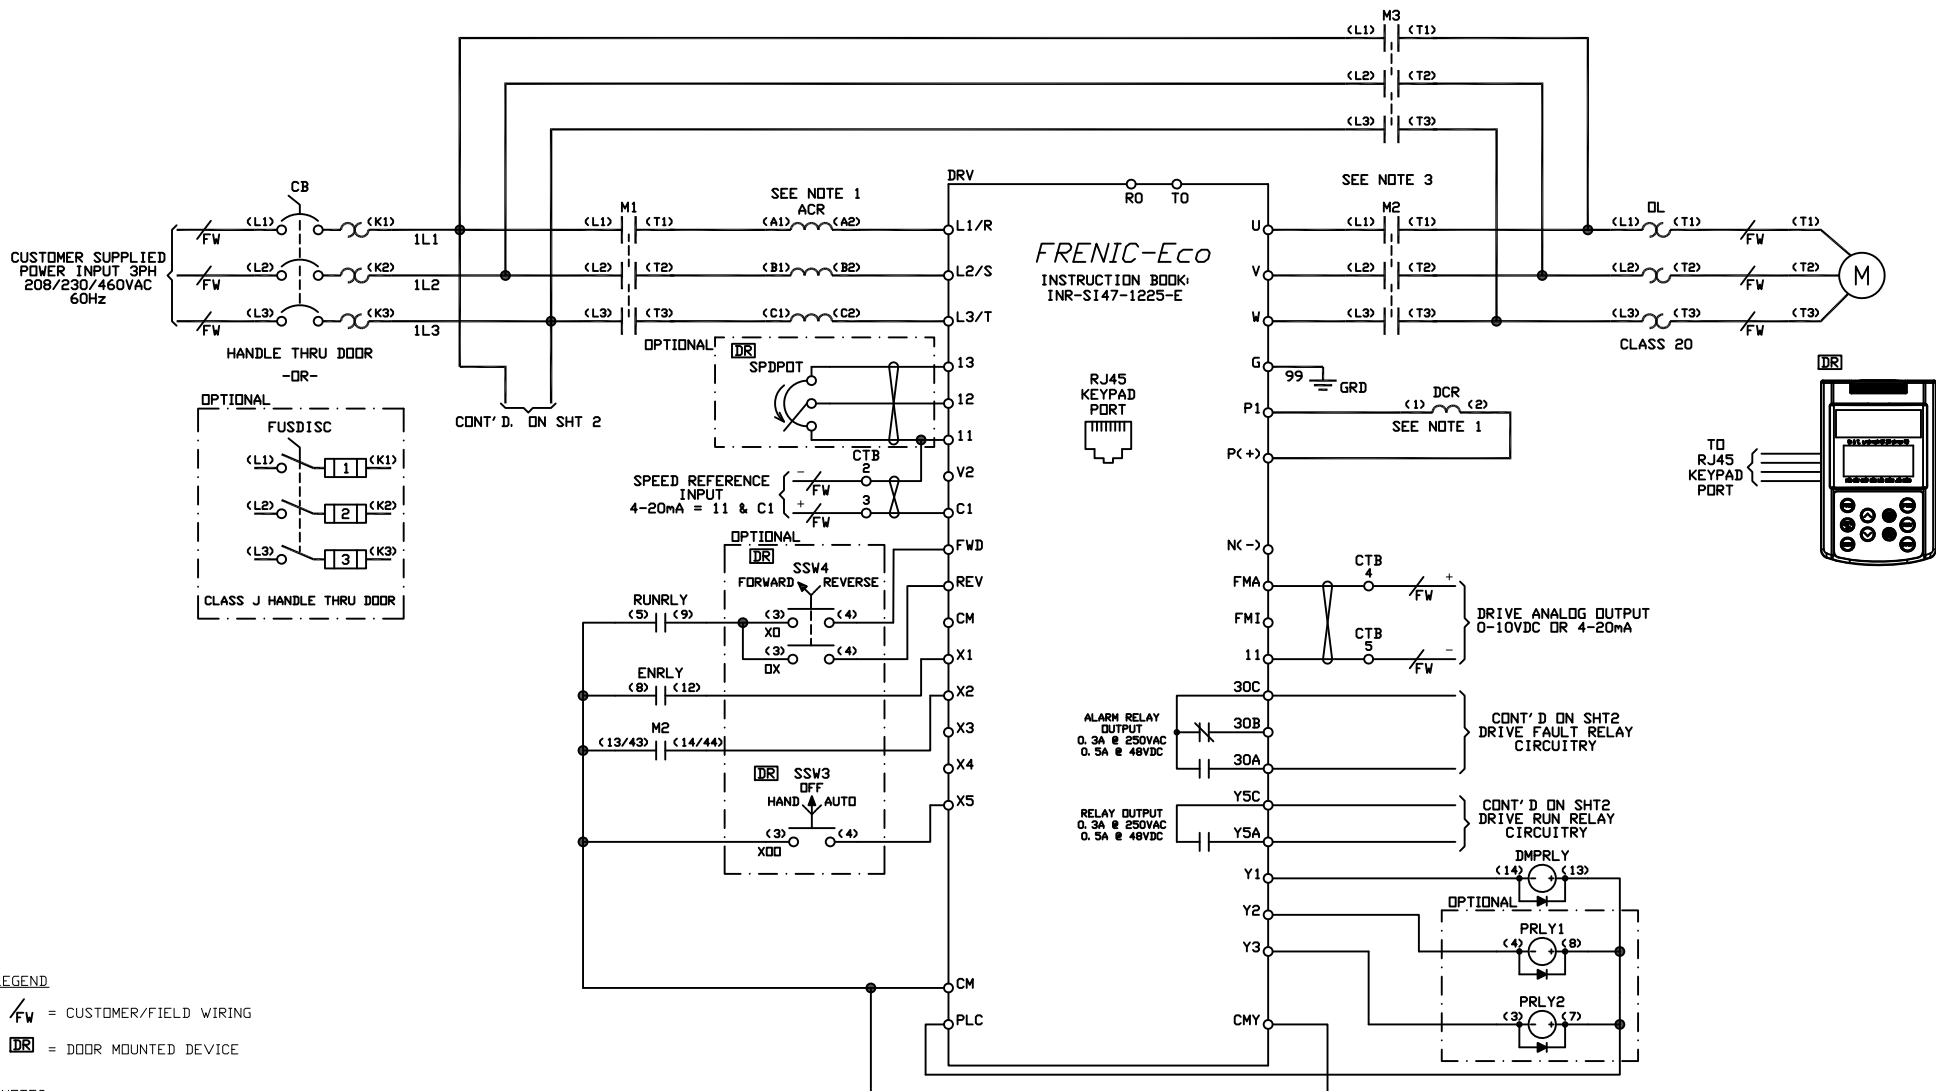 M3
(L1) (T1)
(L2) (T2)
(L3) (T3)
CB
(L1) (K1)
FW
1L1
(L2) (K2)
FW
1L2
(L3) (K3)
FW
1L3
CUSTOMER SUPPLIED
POWER INPUT 3PH
208/230/460VAC
60Hz
HANDLE THRU DOOR
-OR-
OPTIONAL
FUSDISC
(L1) 1 (K1)
(L2) 2 (K2)
(L3) 3 (K3)
CLASS J HANDLE THRU DOOR
CONT'D. ON SHT 2
M1
(L1) (T1)
(L2) (T2)
(L3) (T3)
SEE NOTE 1
ACR
(A1) (A2)
(B1) (B2)
(C1) (C2)
OPTIONAL
DR
SPDPOT
SPEED REFERENCE
INPUT
4-20mA = 11 & C1
-
FW
+
FW
CTB
2
3
OPTIONAL
DR
SSW4
FORWARD REVERSE
RUNRLY
(5) (9)
(3) (4)
XO
(3) (4)
OX
ENRLY
(8) (12)
M2
(13/43) (14/44)
DR SSW3
OFF
HAND AUTO
(3) (4)
XOO
DRV
RO TO
FRENIC-Eco
INSTRUCTION BOOK:
INR-SI47-1225-E
RJ45
KEYPAD
PORT
L1/R
L2/S
L3/T
13
12
11
V2
C1
FWD
REV
CM
X1
X2
X3
X4
X5
CM
PLC
U
V
W
G
P1
P(+)
N(-)
FMA
FMI
11
30C
30B
30A
Y5C
Y5A
Y1
Y2
Y3
CMY
ALARM RELAY
OUTPUT
0.3A @ 250VAC
0.5A @ 48VDC
RELAY OUTPUT
0.3A @ 250VAC
0.5A @ 48VDC
SEE NOTE 3
M2
(L1) (T1)
(L2) (T2)
(L3) (T3)
OL
(L1) (T1)
(L2) (T2)
(L3) (T3)
CLASS 20
FW (T1)
FW (T2)
FW (T3)
M
99
GRD
DCR
(1) (2)
SEE NOTE 1
DR
TO
RJ45
KEYPAD
PORT
CTB
4
+
FW
CTB
5
-
FW
DRIVE ANALOG OUTPUT
0-10VDC OR 4-20mA
CONT'D ON SHT2
DRIVE FAULT RELAY
CIRCUITRY
CONT'D ON SHT2
DRIVE RUN RELAY
CIRCUITRY
DMPRLY
(14) - + (13)
OPTIONAL
PRLY1
(4) - + (8)
PRLY2
(3) - + (7)
EGEND
FW = CUSTOMER/FIELD WIRING
DR = DOOR MOUNTED DEVICE